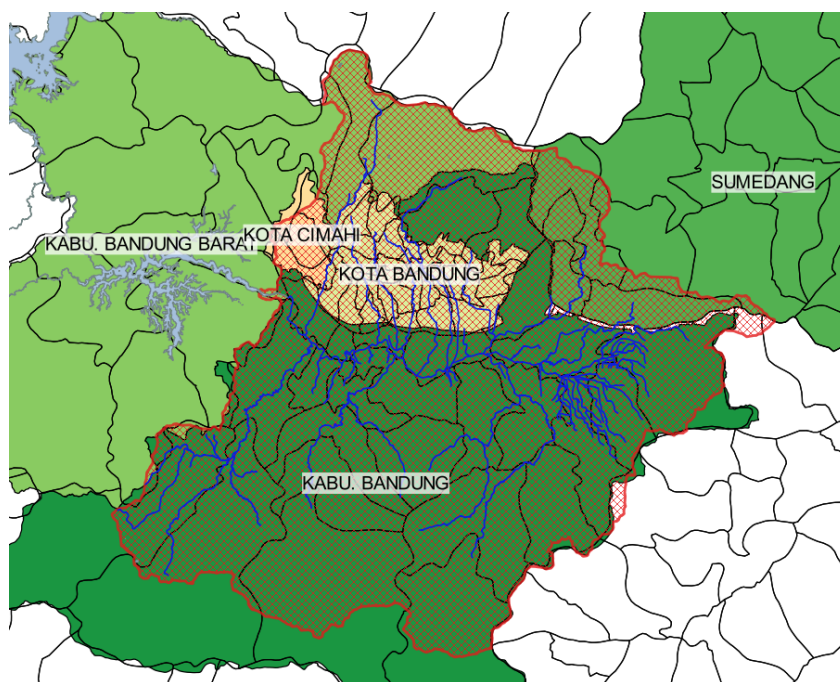 SUMEDANG
KOTA CIMAHI
KABU. BANDUNG BARAT
KOTA BANDUNG
KABU. BANDUNG